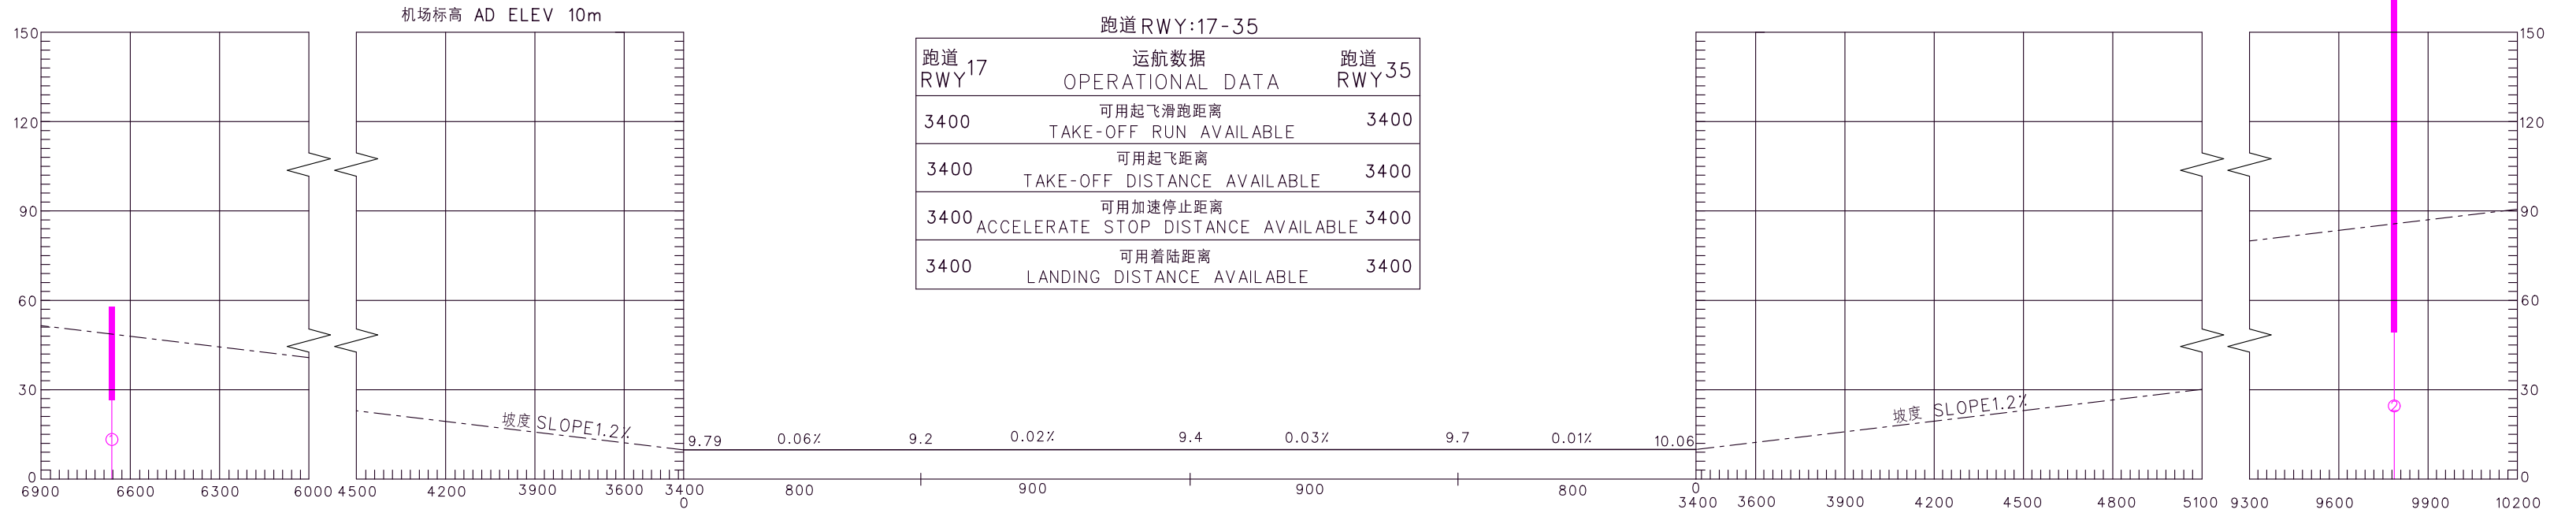 机场标高 AD ELEV 10m
150
120
90
60
30
0
6900 6600 6300 6000 4500 4200 3900 3600 3400
0
坡度 SLOPE1.2%
1
跑道RWY:17-35
跑道 RWY 17 运航数据 OPERATIONAL DATA 跑道 RWY 35
可用起飞滑跑距离
3400 TAKE-OFF RUN AVAILABLE 3400
可用起飞距离
3400 TAKE-OFF DISTANCE AVAILABLE 3400
可用加速停止距离
3400 ACCELERATE STOP DISTANCE AVAILABLE 3400
可用着陆距离
3400 LANDING DISTANCE AVAILABLE 3400
9.79 0.06% 9.2 0.02% 9.4 0.03% 9.7 0.01% 10.06
800 900 900 800
坡度 SLOPE1.2%
2
150
120
90
60
30
0
0
3400 3600 3900 4200 4500 4800 5100 9300 9600 9900 10200